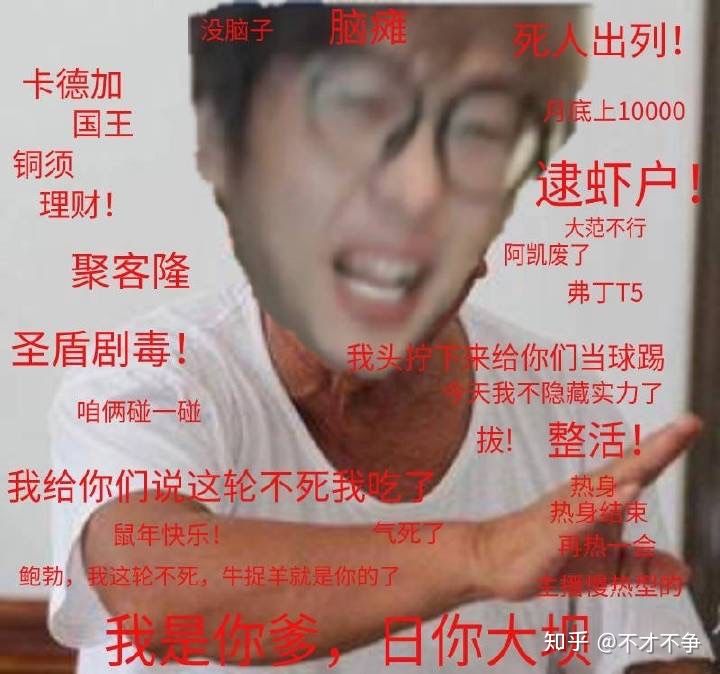 没脑子
脑瘫
死人出列！
卡德加
国王
月底上10000
铜须
理财！
逮虾户！
大范不行
阿凯废了
聚客隆
弗丁T5
圣盾剧毒！
我头拧下来给你们当球踢
今天我不隐藏实力了
咱俩碰一碰
拔！
整活！
我给你们说这轮不死我吃了
热身
热身结束
鼠年快乐！
气死了
再热一会
鲍勃，我这轮不死，牛捉羊就是你的了
主播慢热型的
我是你爹，日你大坝
知乎 @不才不争